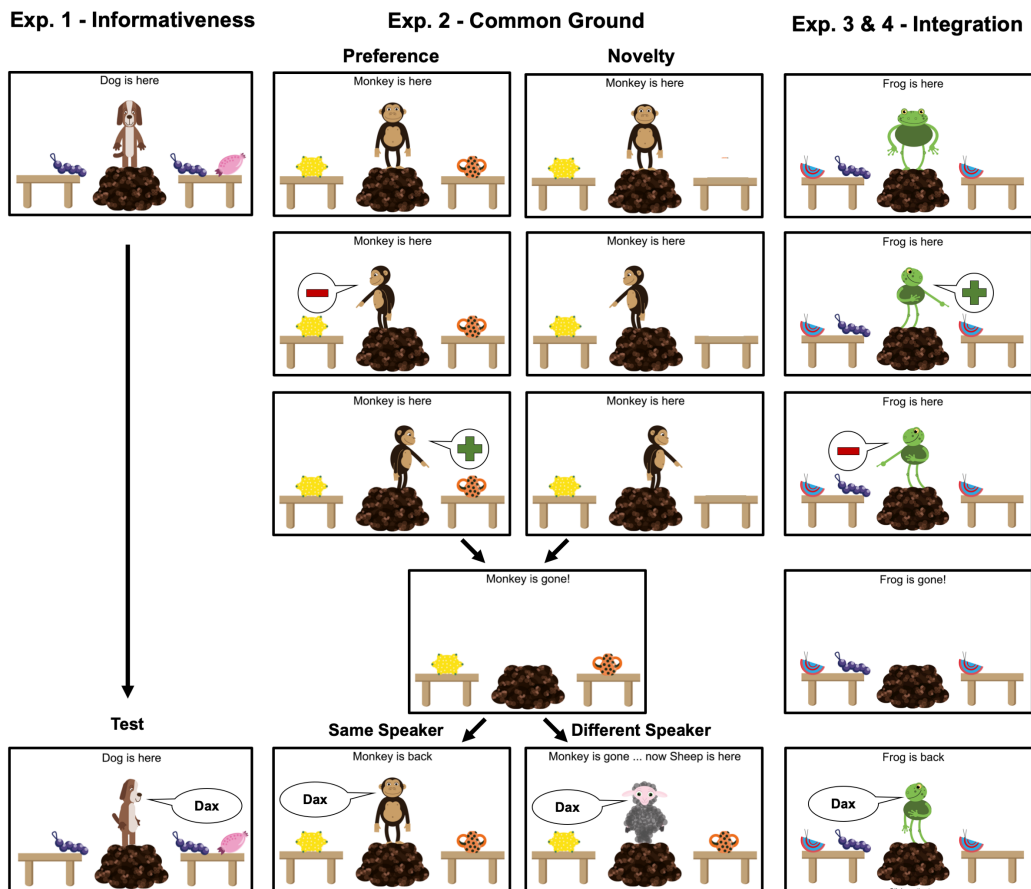 Exp. 1 - Informativeness
Exp. 2 - Common Ground
Exp. 3 & 4 - Integration
Preference
Novelty
Dog is here
Monkey is here
Monkey is here
Frog is here
Monkey is here
Monkey is here
Frog is here
Monkey is here
Monkey is here
Frog is here
Monkey is gone!
Frog is gone!
Test
Same Speaker
Different Speaker
Dog is here
Monkey is back
Monkey is gone ... now Sheep is here
Frog is back
Dax
Dax
Dax
Dax